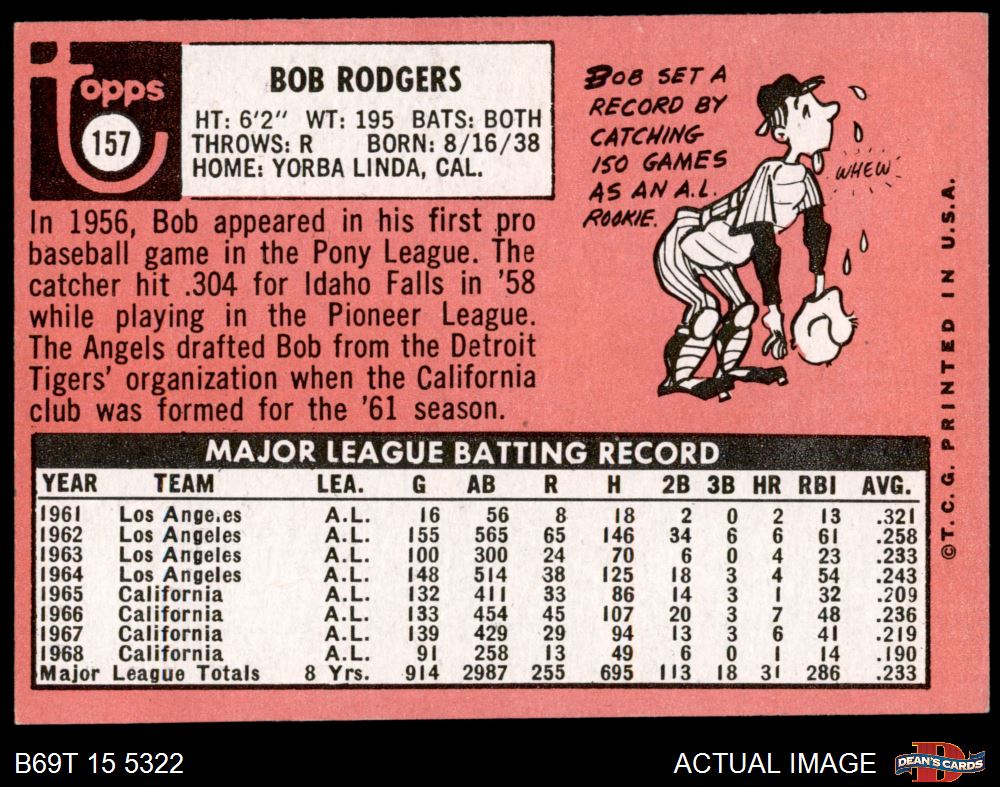 Topps
157
BOB RODGERS
HT: 6'2" WT: 195 BATS: BOTH
THROWS: R BORN: 8/16/38
HOME: YORBA LINDA, CAL.
In 1956, Bob appeared in his first pro
baseball game in the Pony League. The
catcher hit .304 for Idaho Falls in '58
while playing in the Pioneer League.
The Angels drafted Bob from the Detroit
Tigers' organization when the California
club was formed for the '61 season.
BOB SET A
RECORD BY
CATCHING
150 GAMES
AS AN A.L.
ROOKIE.
WHEW
©T.C.G. PRINTED IN U.S.A.
MAJOR LEAGUE BATTING RECORD
YEAR TEAM LEA. G AB R H 2B 3B HR RBI AVG.
1961 Los Angeles A.L. 16 56 8 18 2 0 2 13 .321
1962 Los Angeles A.L. 155 565 65 146 34 6 6 61 .258
1963 Los Angeles A.L. 100 300 24 70 6 0 4 23 .233
1964 Los Angeles A.L. 148 514 38 125 18 3 4 54 .243
1965 California A.L. 132 411 33 86 14 3 1 32 .209
1966 California A.L. 133 454 45 107 20 3 7 48 .236
1967 California A.L. 139 429 29 94 13 3 6 41 .219
1968 California A.L. 91 258 13 49 6 0 1 14 .190
Major League Totals 8 Yrs. 914 2987 255 695 113 18 31 286 .233
B69T 15 5322
ACTUAL IMAGE
DEAN'S CARDS